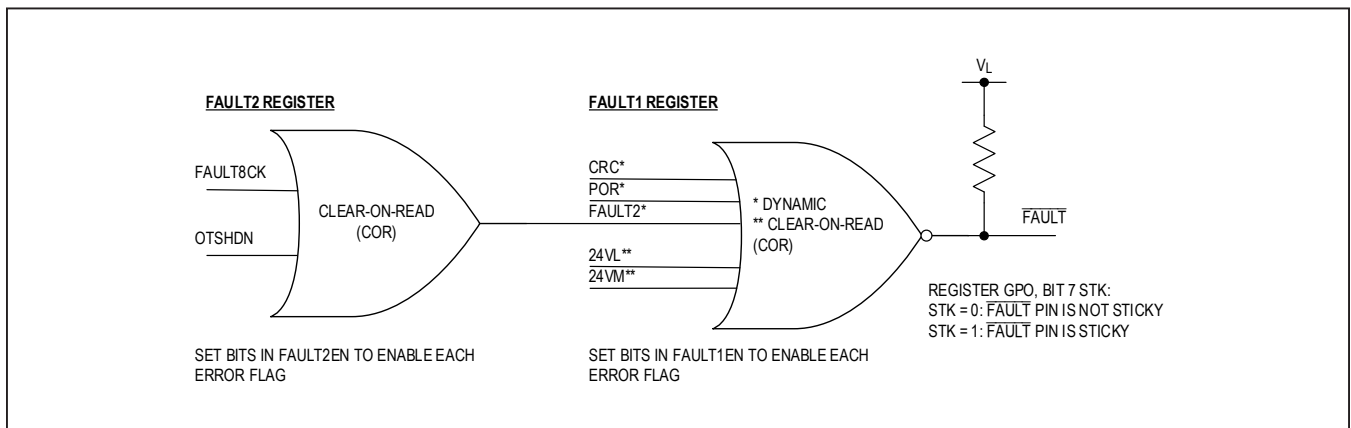 FAULT2 REGISTER
FAULT8CK
OTSHDN
CLEAR-ON-READ
(COR)
SET BITS IN FAULT2EN TO ENABLE EACH
ERROR FLAG
FAULT1 REGISTER
CRC*
POR*
FAULT2*
24VL**
24VM**
* DYNAMIC
** CLEAR-ON-READ
(COR)
SET BITS IN FAULT1EN TO ENABLE EACH
ERROR FLAG
VL
FAULT
REGISTER GPO, BIT 7 STK:
STK = 0: FAULT PIN IS NOT STICKY
STK = 1: FAULT PIN IS STICKY